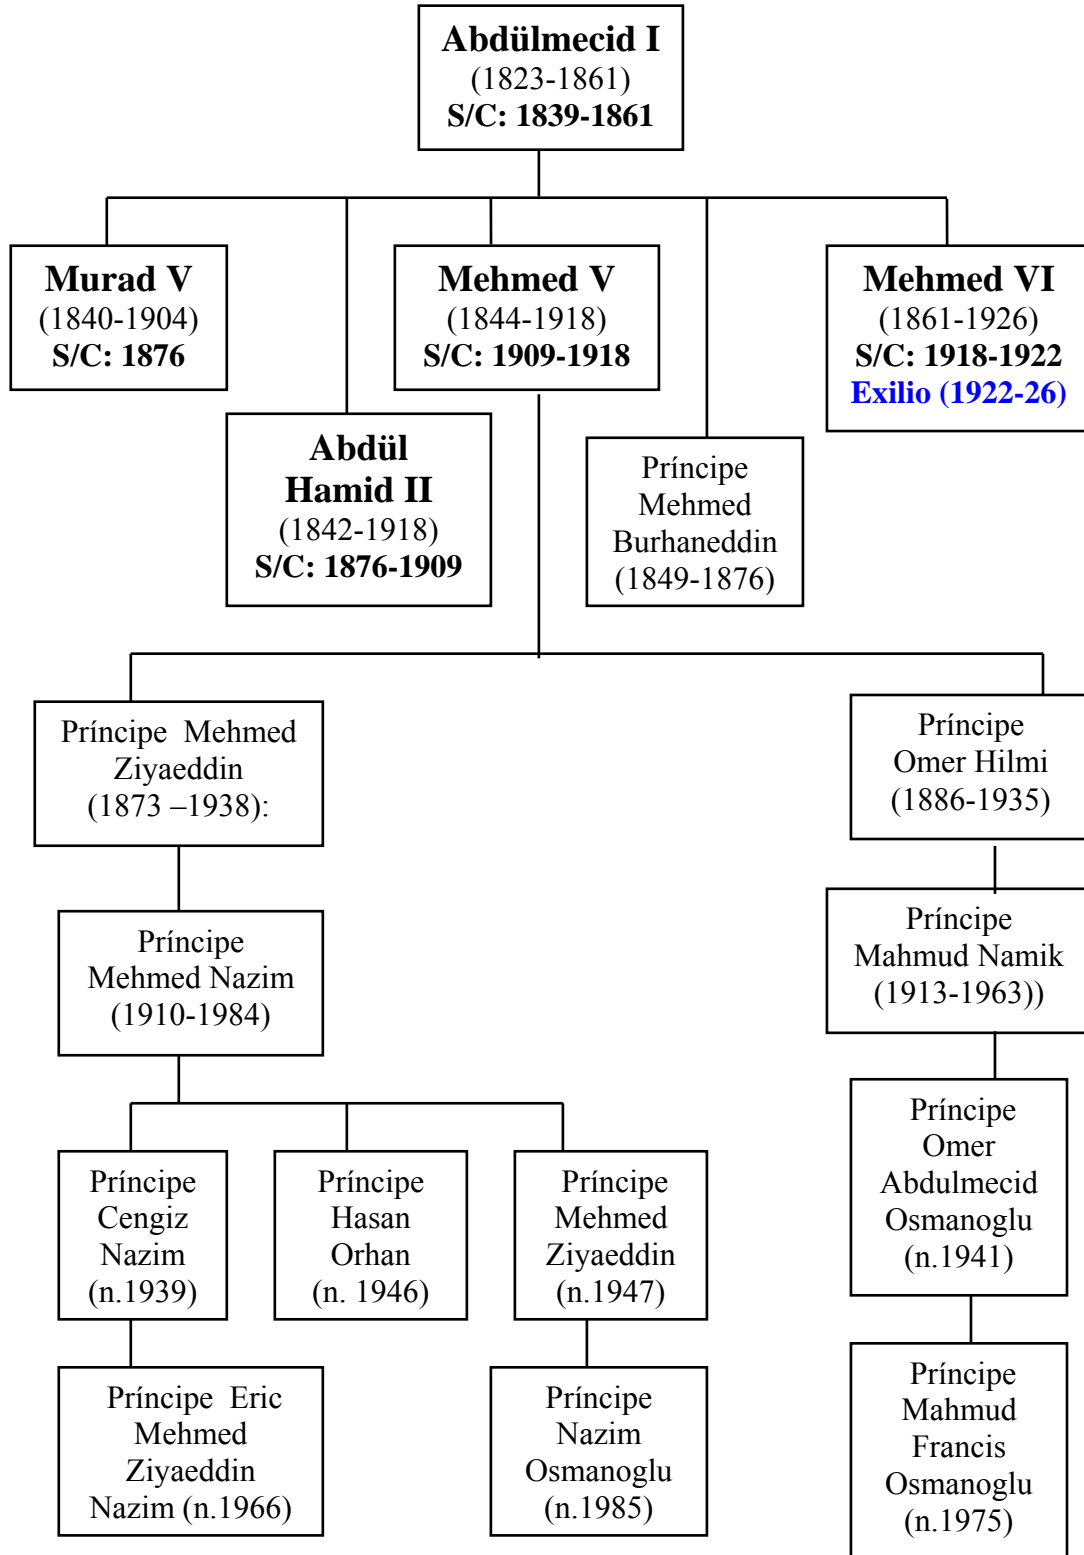 Abdülmecid I
(1823-1861)
S/C: 1839-1861
Murad V
(1840-1904)
S/C: 1876
Mehmed V
(1844-1918)
S/C: 1909-1918
Mehmed VI
(1861-1926)
S/C: 1918-1922
Exilio (1922-26)
Abdül
Hamid II
(1842-1918)
S/C: 1876-1909
Príncipe
Mehmed
Burhaneddin
(1849-1876)
Príncipe Mehmed
Ziyaeddin
(1873 –1938):
Príncipe
Omer Hilmi
(1886-1935)
Príncipe
Mehmed Nazim
(1910-1984)
Príncipe
Mahmud Namik
(1913-1963))
Príncipe
Cengiz
Nazim
(n.1939)
Príncipe
Hasan
Orhan
(n. 1946)
Príncipe
Mehmed
Ziyaeddin
(n.1947)
Príncipe
Omer
Abdulmecid
Osmanoglu
(n.1941)
Príncipe Eric
Mehmed
Ziyaeddin
Nazim (n.1966)
Príncipe
Nazim
Osmanoglu
(n.1985)
Príncipe
Mahmud
Francis
Osmanoglu
(n.1975)